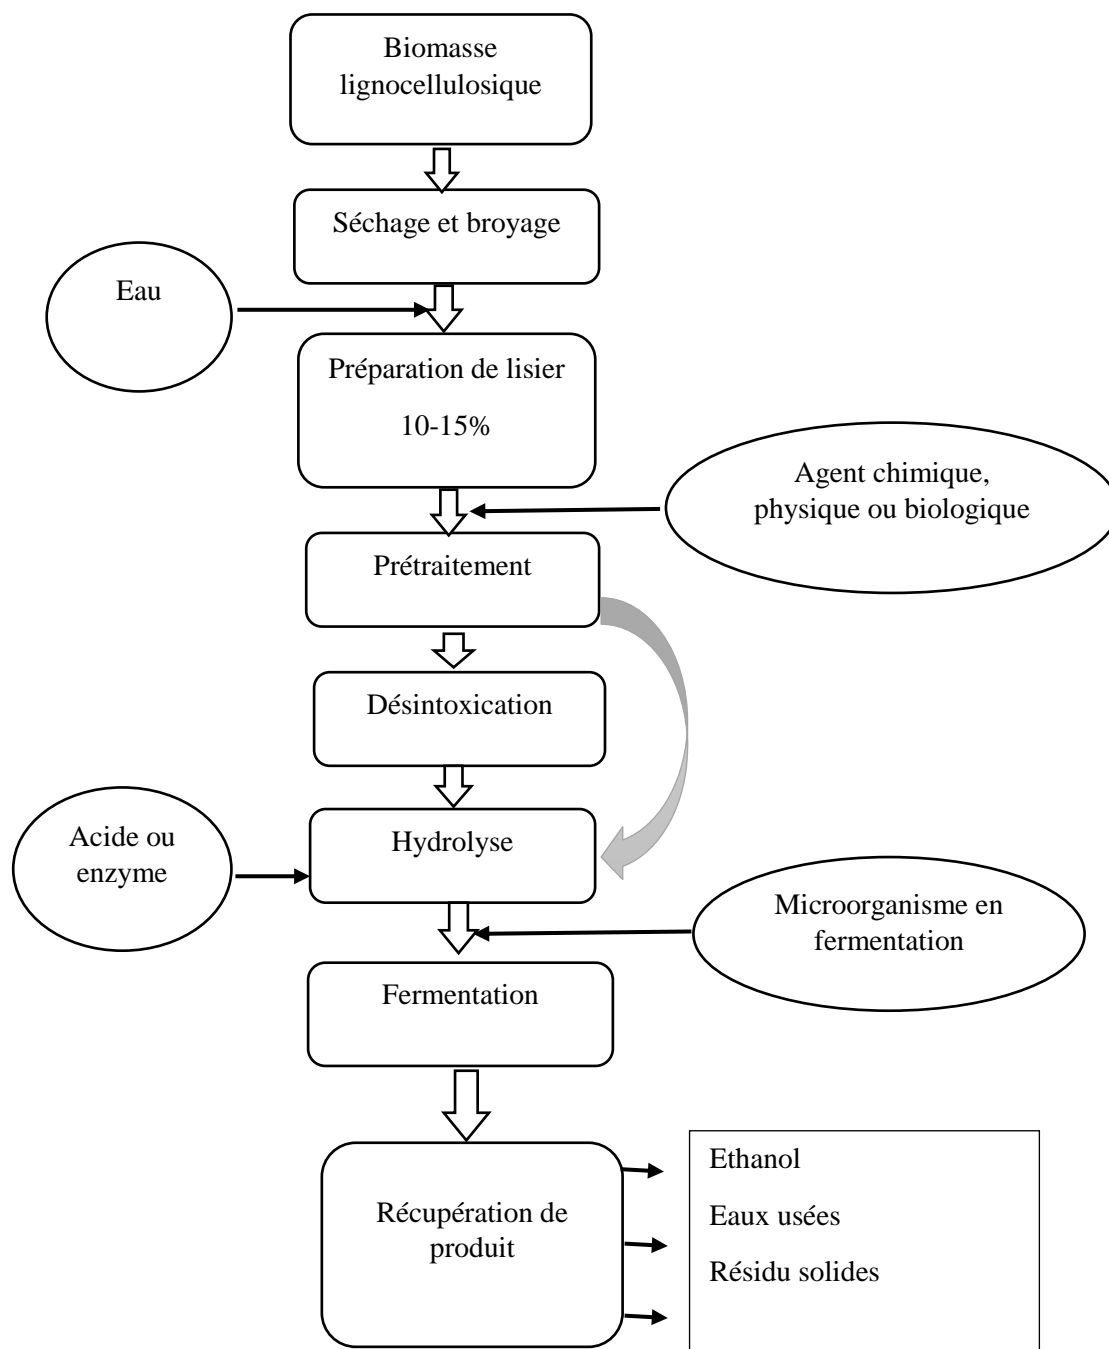 Biomasse
lignocellulosique
Séchage et broyage
Eau
Préparation de lisier
10-15%
Agent chimique,
physique ou biologique
Prétraitement
Désintoxication
Acide ou
enzyme
Hydrolyse
Microorganisme en
fermentation
Fermentation
Récupération de
produit
Ethanol
Eaux usées
Résidu solides